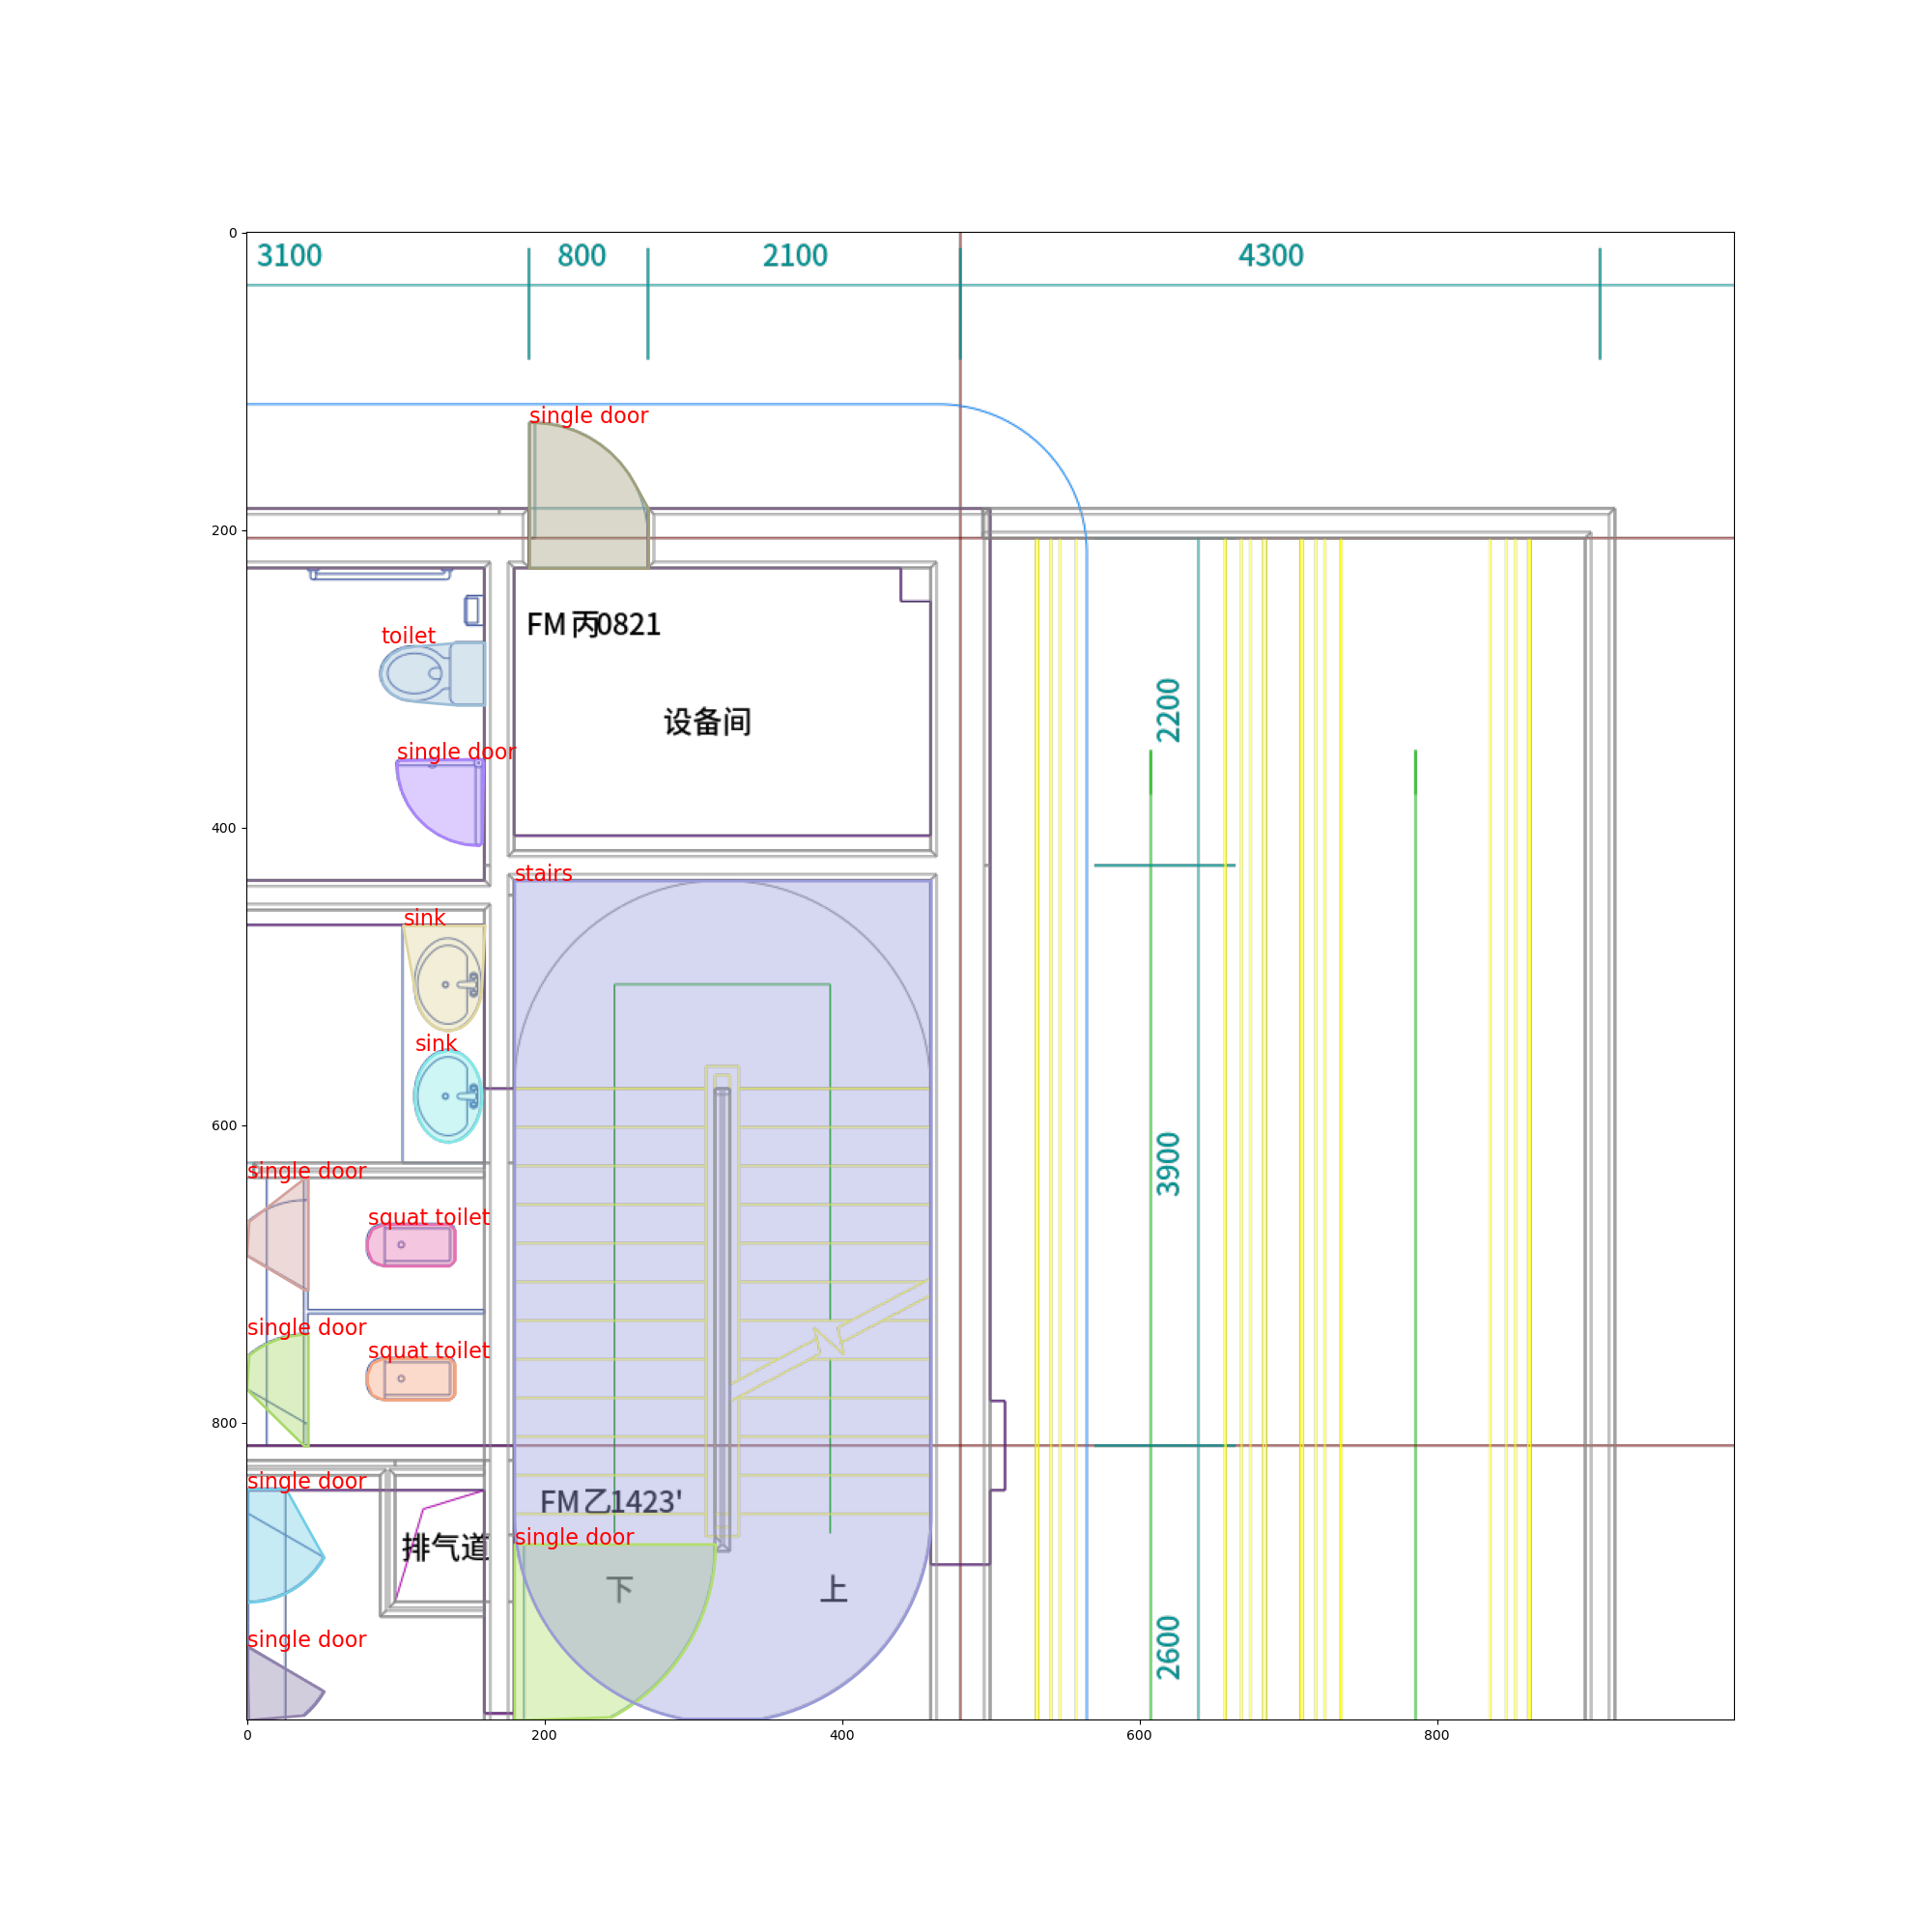 3100 800 2100 4300
0
single door
200
FM丙0821
toilet
2200
设备间
single door
400
stairs
sink
sink
600
3900
single door
squat toilet
single door
squat toilet
800
single door
FM乙1423'
single door
排气道
下 上
single door
2600
0 200 400 600 800